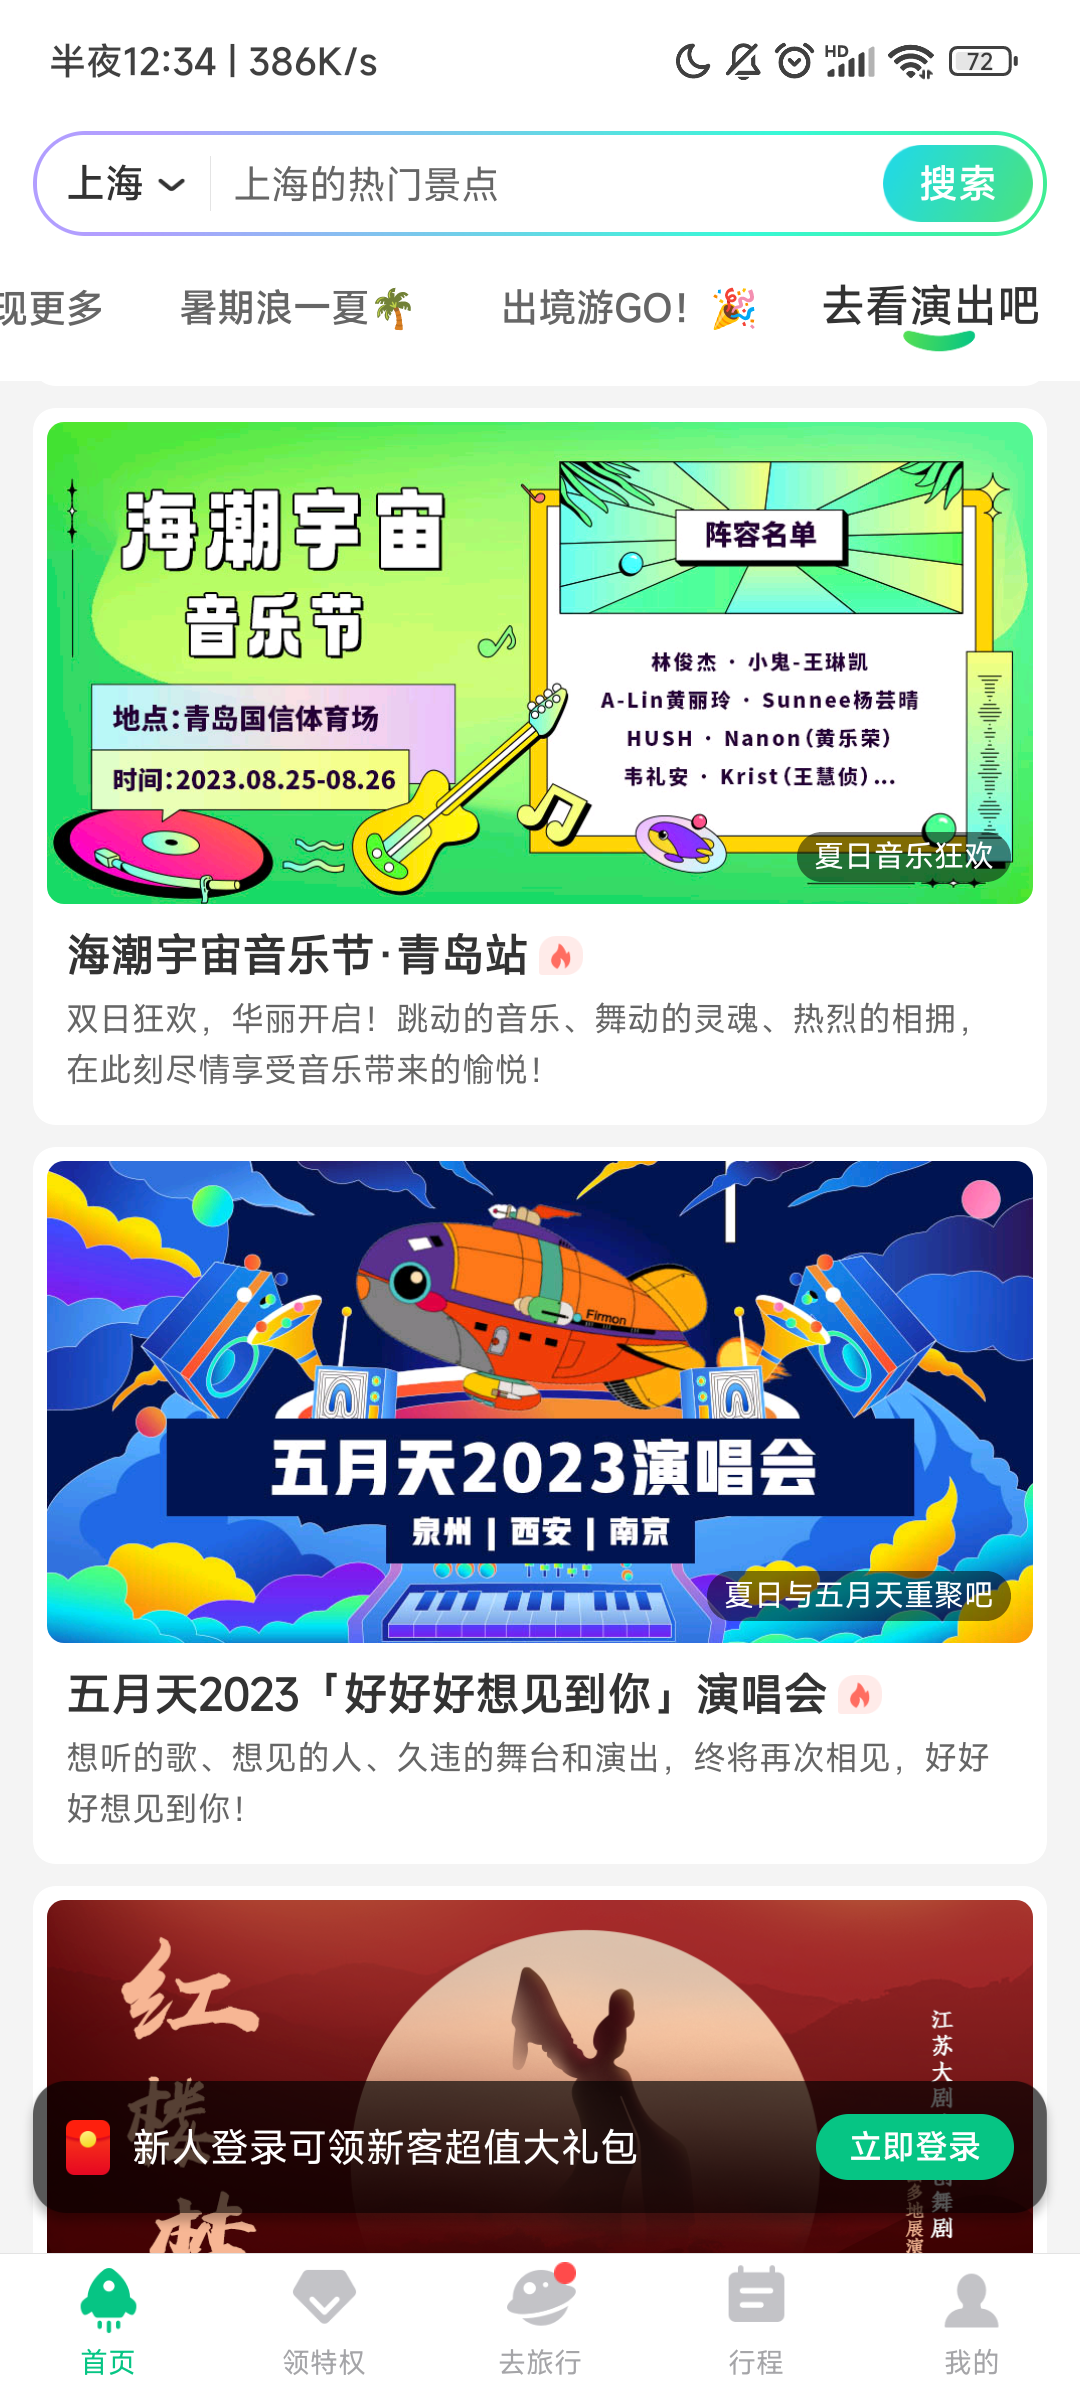 半夜12:34 | 386K/s
HD
72
上海
上海的热门景点
搜索
现更多
暑期浪一夏
出境游GO！
去看演出吧
海潮宇宙
音乐节
地点:青岛国信体育场
时间:2023.08.25-08.26
阵容名单
林俊杰 · 小鬼-王琳凯
A-Lin黄丽玲 · Sunnee杨芸晴
HUSH · Nanon(黄乐荣)
韦礼安 · Krist(王慧侦)...
夏日音乐狂欢
海潮宇宙音乐节·青岛站
双日狂欢，华丽开启！跳动的音乐、舞动的灵魂、热烈的相拥，
在此刻尽情享受音乐带来的愉悦！
Firmon
五月天2023演唱会
泉州 | 西安 | 南京
夏日与五月天重聚吧
五月天2023「好好好想见到你」演唱会
想听的歌、想见的人、久违的舞台和演出，终将再次相见，好好
好想见到你！
红楼梦
江苏大剧
舞剧
多地展演
新人登录可领新客超值大礼包
立即登录
首页
领特权
去旅行
行程
我的